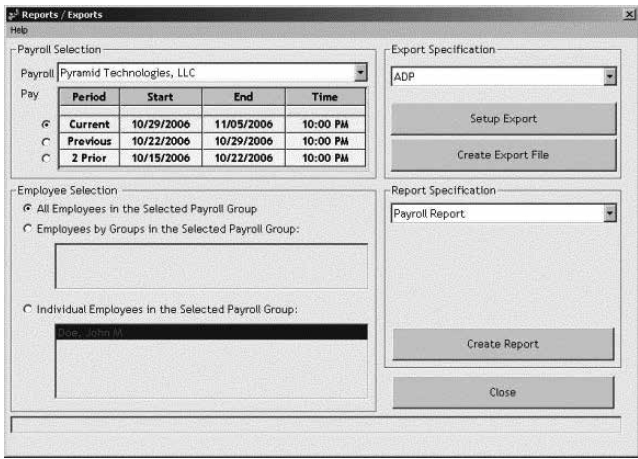 Reports / Exports
Help
Payroll Selection
Payroll Pyramid Technologies, LLC
Pay Period Start End Time
Current 10/29/2006 11/05/2006 10:00 PM
Previous 10/22/2006 10/29/2006 10:00 PM
2 Prior 10/15/2006 10/22/2006 10:00 PM
Export Specification
ADP
Setup Export
Create Export File
Employee Selection
All Employees in the Selected Payroll Group
Employees by Groups in the Selected Payroll Group:
Individual Employees in the Selected Payroll Group:
Doe, John M
Report Specification
Payroll Report
Create Report
Close